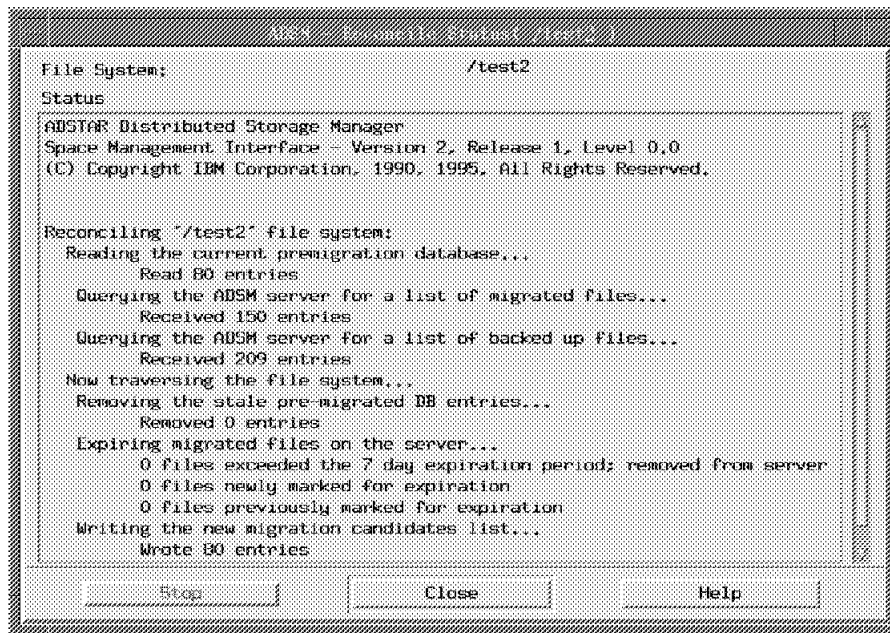 ADSM - Reconcile Status( /test2 )
File System: /test2
Status
ADSTAR Distributed Storage Manager
Space Management Interface - Version 2, Release 1, Level 0.0
(C) Copyright IBM Corporation, 1990, 1995, All Rights Reserved.
Reconciling "/test2" file system:
Reading the current premigration database...
Read 80 entries
Querying the ADSM server for a list of migrated files...
Received 150 entries
Querying the ADSM server for a list of backed up files...
Received 209 entries
Now traversing the file system...
Removing the stale pre-migrated DB entries...
Removed 0 entries
Expiring migrated files on the server...
0 files exceeded the 7 day expiration period; removed from server
0 files newly marked for expiration
0 files previously marked for expiration
Writing the new migration candidates list...
Wrote 80 entries
Stop Close Help